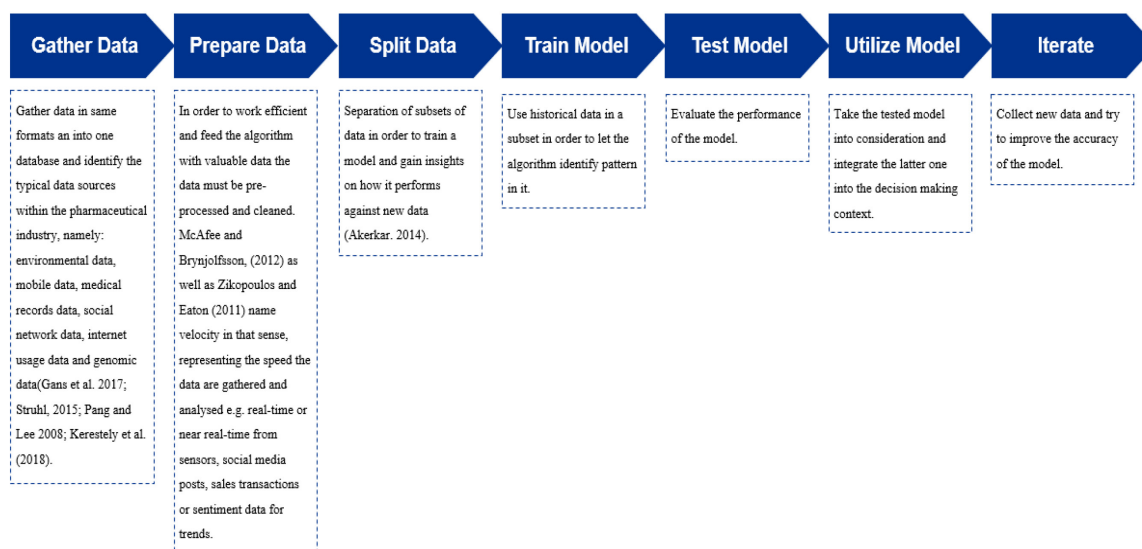 Gather Data
Prepare Data
Split Data
Train Model
Test Model
Utilize Model
Iterate
Gather data in same
formats an into one
database and identify the
typical data sources
within the pharmaceutical
industry, namely:
environmental data,
mobile data, medical
records data, social
network data, internet
usage data and genomic
data(Gans et al. 2017;
Struhl, 2015; Pang and
Lee 2008; Kerestely et al.
(2018).
In order to work efficient
and feed the algorithm
with valuable data the
data must be pre-
processed and cleaned.
McAfee and
Brynjolfsson, (2012) as
well as Zikopoulos and
Eaton (2011) name
velocity in that sense,
representing the speed the
data are gathered and
analysed e.g. real-time or
near real-time from
sensors, social media
posts, sales transactions
or sentiment data for
trends.
Separation of subsets of
data in order to train a
model and gain insights
on how it performs
against new data
(Akerkar. 2014).
Use historical data in a
subset in order to let the
algorithm identify pattern
in it.
Evaluate the performance
of the model.
Take the tested model
into consideration and
integrate the latter one
into the decision making
context.
Collect new data and try
to improve the accuracy
of the model.